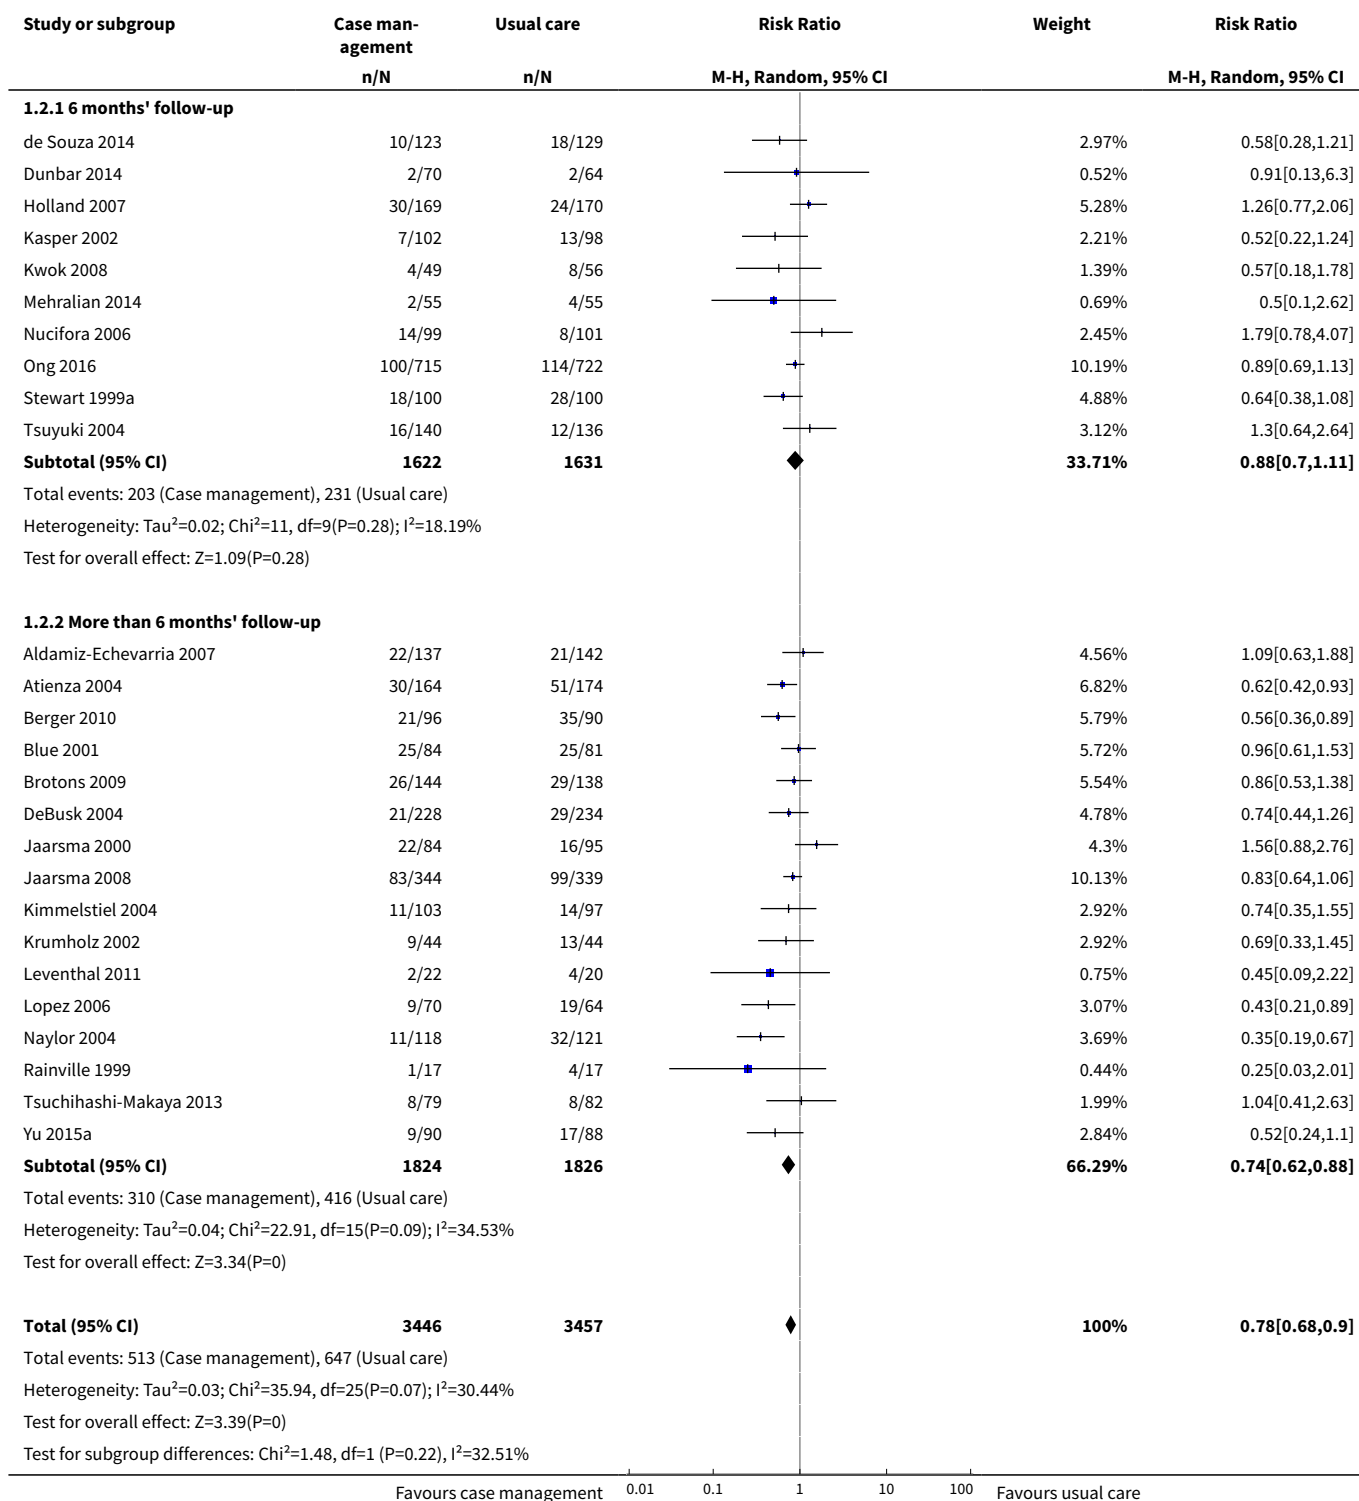 Study or subgroup Case man- Usual care Risk Ratio Weight Risk Ratio
agement
n/N n/N M-H, Random, 95% CI M-H, Random, 95% CI
1.2.1 6 months' follow-up
de Souza 2014 10/123 18/129 2.97% 0.58[0.28,1.21]
Dunbar 2014 2/70 2/64 0.52% 0.91[0.13,6.3]
Holland 2007 30/169 24/170 5.28% 1.26[0.77,2.06]
Kasper 2002 7/102 13/98 2.21% 0.52[0.22,1.24]
Kwok 2008 4/49 8/56 1.39% 0.57[0.18,1.78]
Mehralian 2014 2/55 4/55 0.69% 0.5[0.1,2.62]
Nucifora 2006 14/99 8/101 2.45% 1.79[0.78,4.07]
Ong 2016 100/715 114/722 10.19% 0.89[0.69,1.13]
Stewart 1999a 18/100 28/100 4.88% 0.64[0.38,1.08]
Tsuyuki 2004 16/140 12/136 3.12% 1.3[0.64,2.64]
Subtotal (95% CI) 1622 1631 33.71% 0.88[0.7,1.11]
Total events: 203 (Case management), 231 (Usual care)
Heterogeneity: Tau²=0.02; Chi²=11, df=9(P=0.28); I²=18.19%
Test for overall effect: Z=1.09(P=0.28)
1.2.2 More than 6 months' follow-up
Aldamiz-Echevarria 2007 22/137 21/142 4.56% 1.09[0.63,1.88]
Atienza 2004 30/164 51/174 6.82% 0.62[0.42,0.93]
Berger 2010 21/96 35/90 5.79% 0.56[0.36,0.89]
Blue 2001 25/84 25/81 5.72% 0.96[0.61,1.53]
Brotons 2009 26/144 29/138 5.54% 0.86[0.53,1.38]
DeBusk 2004 21/228 29/234 4.78% 0.74[0.44,1.26]
Jaarsma 2000 22/84 16/95 4.3% 1.56[0.88,2.76]
Jaarsma 2008 83/344 99/339 10.13% 0.83[0.64,1.06]
Kimmelstiel 2004 11/103 14/97 2.92% 0.74[0.35,1.55]
Krumholz 2002 9/44 13/44 2.92% 0.69[0.33,1.45]
Leventhal 2011 2/22 4/20 0.75% 0.45[0.09,2.22]
Lopez 2006 9/70 19/64 3.07% 0.43[0.21,0.89]
Naylor 2004 11/118 32/121 3.69% 0.35[0.19,0.67]
Rainville 1999 1/17 4/17 0.44% 0.25[0.03,2.01]
Tsuchihashi-Makaya 2013 8/79 8/82 1.99% 1.04[0.41,2.63]
Yu 2015a 9/90 17/88 2.84% 0.52[0.24,1.1]
Subtotal (95% CI) 1824 1826 66.29% 0.74[0.62,0.88]
Total events: 310 (Case management), 416 (Usual care)
Heterogeneity: Tau²=0.04; Chi²=22.91, df=15(P=0.09); I²=34.53%
Test for overall effect: Z=3.34(P=0)
Total (95% CI) 3446 3457 100% 0.78[0.68,0.9]
Total events: 513 (Case management), 647 (Usual care)
Heterogeneity: Tau²=0.03; Chi²=35.94, df=25(P=0.07); I²=30.44%
Test for overall effect: Z=3.39(P=0)
Test for subgroup differences: Chi²=1.48, df=1 (P=0.22), I²=32.51%
Favours case management 0.01 0.1 1 10 100 Favours usual care